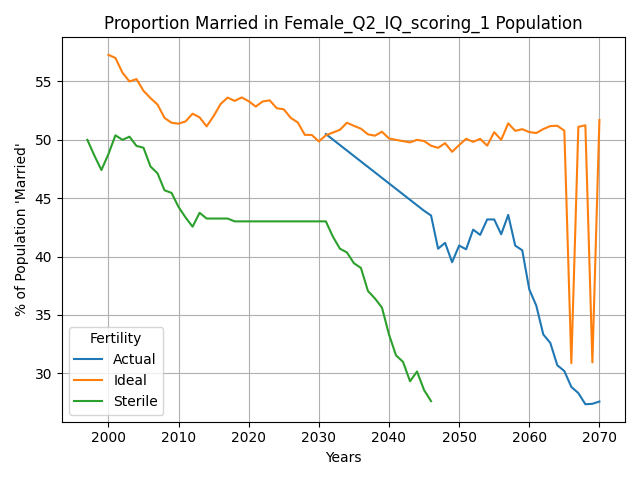 Proportion Married in Female_Q2_IQ_scoring_1 Population
% of Population 'Married'
55
50
45
40
35
30
Fertility
Actual
Ideal
Sterile
2000 2010 2020 2030 2040 2050 2060 2070
Years